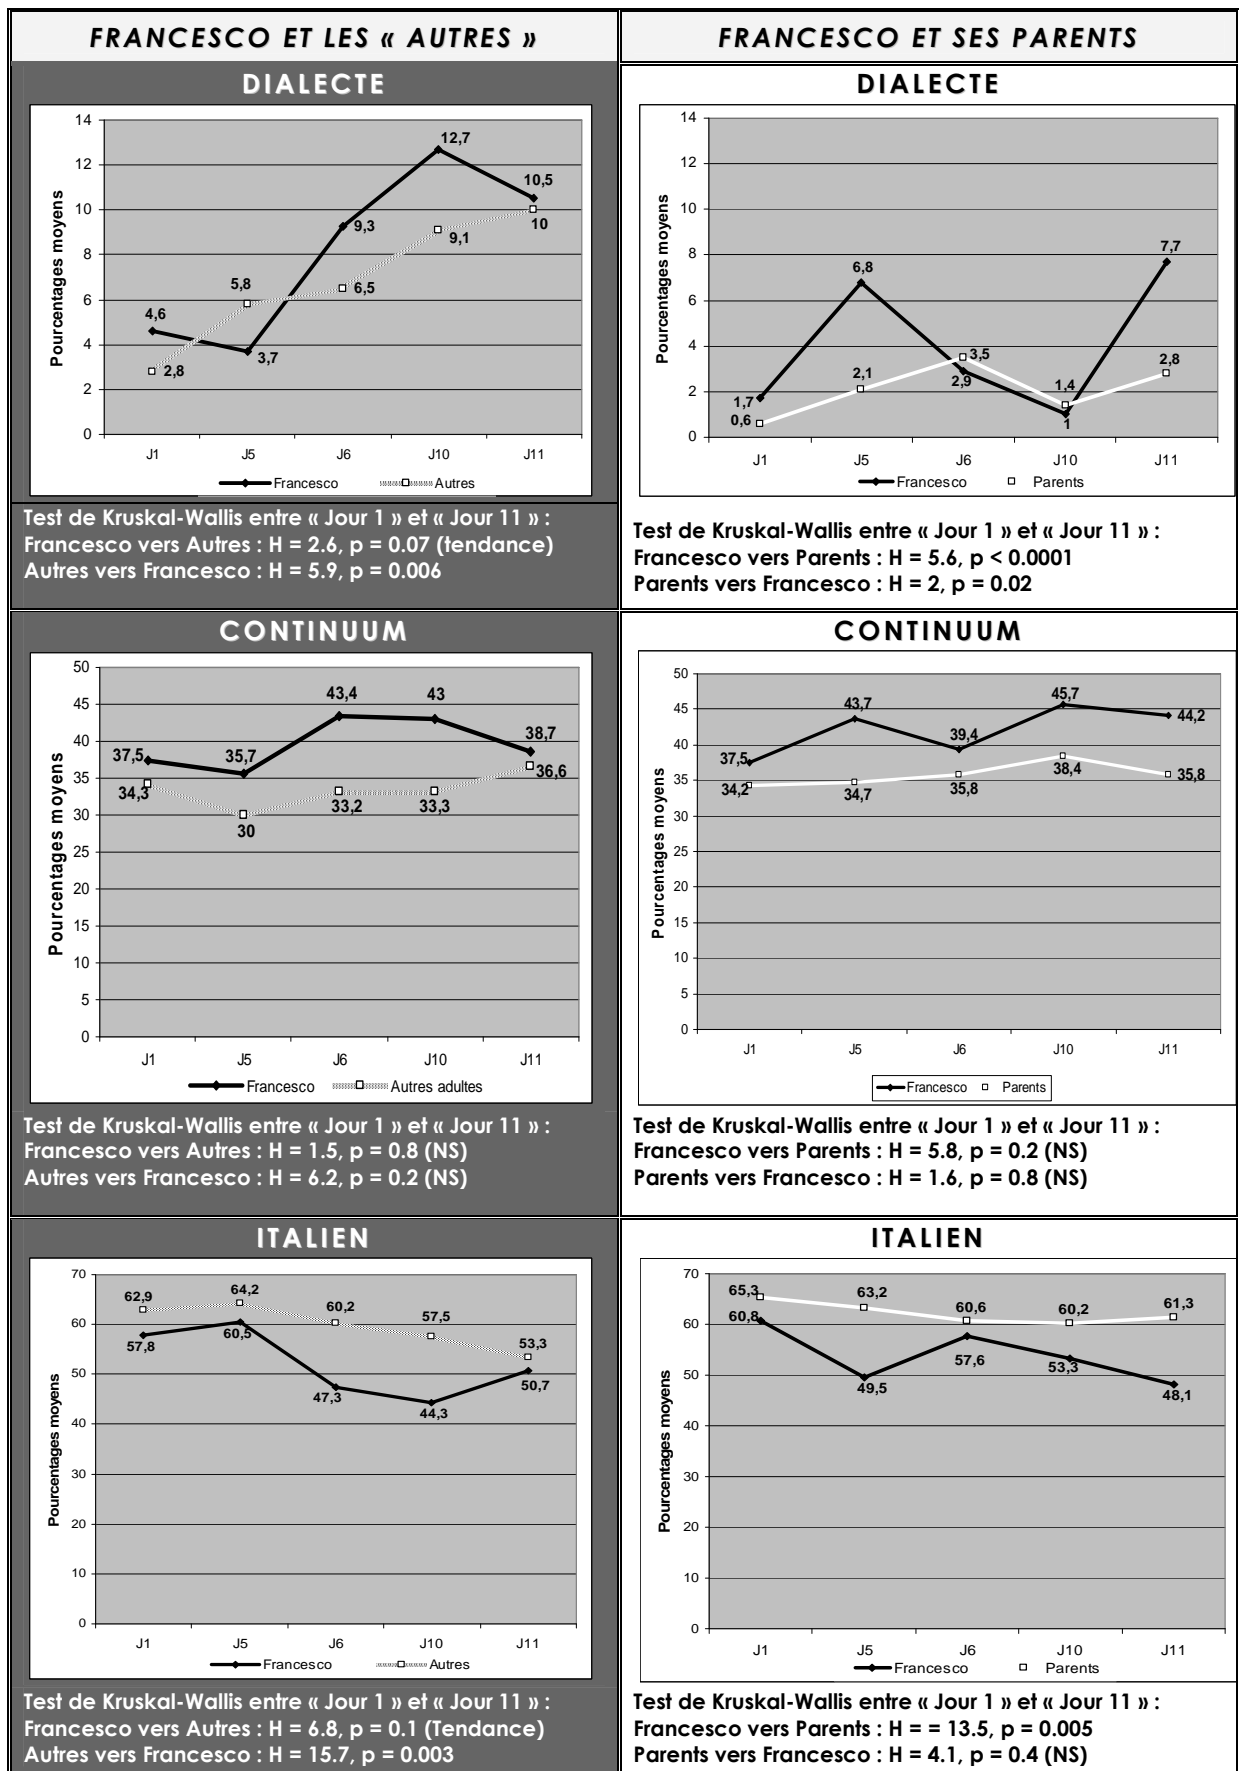 FRANCESCO ET LES « AUTRES »
DIALECTE
Pourcentages moyens
14
12
10
8
6
4
2
0
4,6
3,7
9,3
12,7
10,5
2,8
5,8
6,5
9,1
10
J1 J5 J6 J10 J11
Francesco Autres
Test de Kruskal-Wallis entre « Jour 1 » et « Jour 11 » :
Francesco vers Autres : H = 2.6, p = 0.07 (tendance)
Autres vers Francesco : H = 5.9, p = 0.006
FRANCESCO ET SES PARENTS
DIALECTE
Pourcentages moyens
14
12
10
8
6
4
2
0
1,7
6,8
2,9
1
7,7
0,6
2,1
3,5
1,4
2,8
J1 J5 J6 J10 J11
Francesco Parents
Test de Kruskal-Wallis entre « Jour 1 » et « Jour 11 » :
Francesco vers Parents : H = 5.6, p < 0.0001
Parents vers Francesco : H = 2, p = 0.02
CONTINUUM
Pourcentages moyens
50
45
40
35
30
25
20
15
10
5
0
37,5
35,7
43,4
43
38,7
34,3
30
33,2
33,3
36,6
J1 J5 J6 J10 J11
Francesco Autres adultes
Test de Kruskal-Wallis entre « Jour 1 » et « Jour 11 » :
Francesco vers Autres : H = 1.5, p = 0.8 (NS)
Autres vers Francesco : H = 6.2, p = 0.2 (NS)
CONTINUUM
Pourcentages moyens
50
45
40
35
30
25
20
15
10
5
0
37,5
43,7
39,4
45,7
44,2
34,2
34,7
35,8
38,4
35,8
J1 J5 J6 J10 J11
Francesco Parents
Test de Kruskal-Wallis entre « Jour 1 » et « Jour 11 » :
Francesco vers Parents : H = 5.8, p = 0.2 (NS)
Parents vers Francesco : H = 1.6, p = 0.8 (NS)
ITALIEN
Pourcentages moyens
70
60
50
40
30
20
10
0
62,9
64,2
60,2
57,5
53,3
57,8
60,5
47,3
44,3
50,7
J1 J5 J6 J10 J11
Francesco Autres
Test de Kruskal-Wallis entre « Jour 1 » et « Jour 11 » :
Francesco vers Autres : H = 6.8, p = 0.1 (Tendance)
Autres vers Francesco : H = 15.7, p = 0.003
ITALIEN
Pourcentages moyens
70
60
50
40
30
20
10
0
65,3
63,2
60,6
60,2
61,3
60,8
49,5
57,6
53,3
48,1
J1 J5 J6 J10 J11
Francesco Parents
Test de Kruskal-Wallis entre « Jour 1 » et « Jour 11 » :
Francesco vers Parents : H = = 13.5, p = 0.005
Parents vers Francesco : H = 4.1, p = 0.4 (NS)